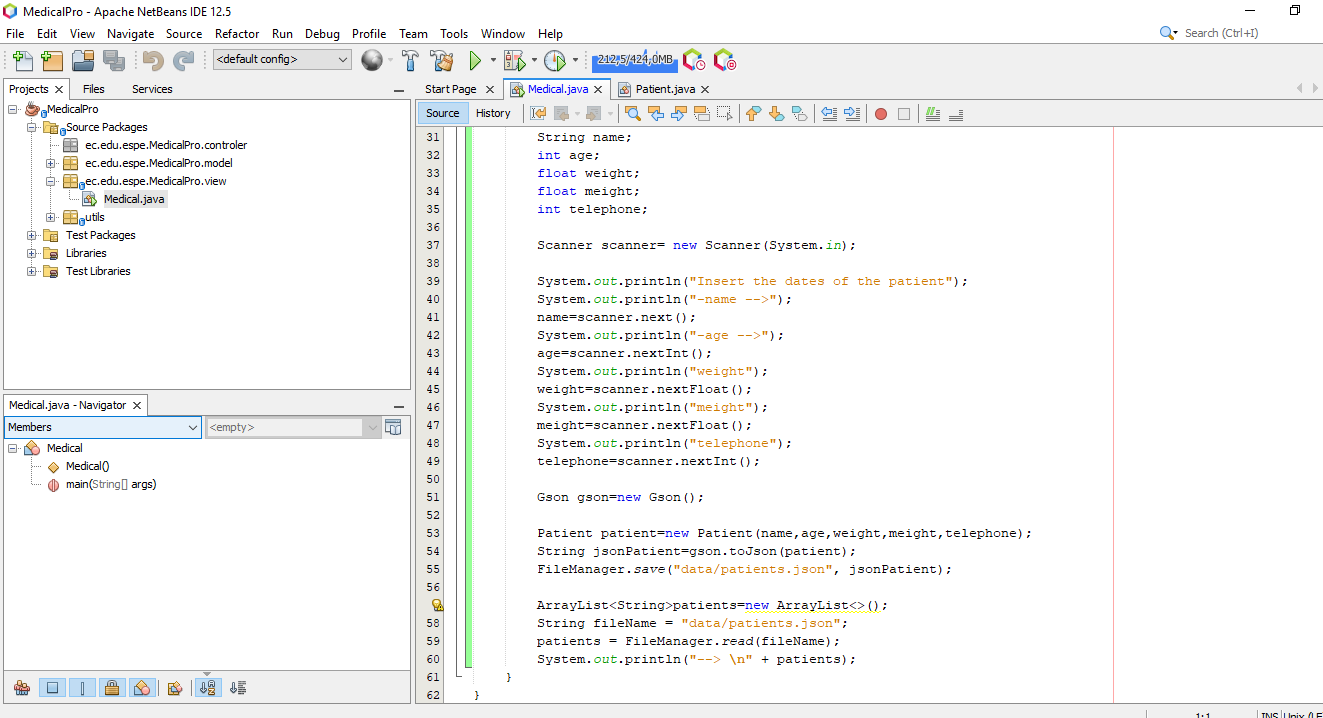 MedicalPro - Apache NetBeans IDE 12.5
File Edit View Navigate Source Refactor Run Debug Profile Team Tools Window Help
Search (Ctrl+I)
<default config>
212,5/424,0MB
Projects Files Services
MedicalPro
Source Packages
ec.edu.espe.MedicalPro.controler
ec.edu.espe.MedicalPro.model
ec.edu.espe.MedicalPro.view
Medical.java
utils
Test Packages
Libraries
Test Libraries
Medical.java - Navigator
Members <empty>
Medical
Medical()
main(String[] args)
Start Page Medical.java Patient.java
Source History
31 String name;
32 int age;
33 float weight;
34 float meight;
35 int telephone;
36
37 Scanner scanner= new Scanner(System.in);
38
39 System.out.println("Insert the dates of the patient");
40 System.out.println("-name -->");
41 name=scanner.next();
42 System.out.println("-age -->");
43 age=scanner.nextInt();
44 System.out.println("weight");
45 weight=scanner.nextFloat();
46 System.out.println("meight");
47 meight=scanner.nextFloat();
48 System.out.println("telephone");
49 telephone=scanner.nextInt();
50
51 Gson gson=new Gson();
52
53 Patient patient=new Patient(name,age,weight,meight,telephone);
54 String jsonPatient=gson.toJson(patient);
55 FileManager.save("data/patients.json", jsonPatient);
56
ArrayList<String>patients=new ArrayList<>();
58 String fileName = "data/patients.json";
59 patients = FileManager.read(fileName);
60 System.out.println("--> \n" + patients);
61 }
62 }
1:1 INS Unix (LF